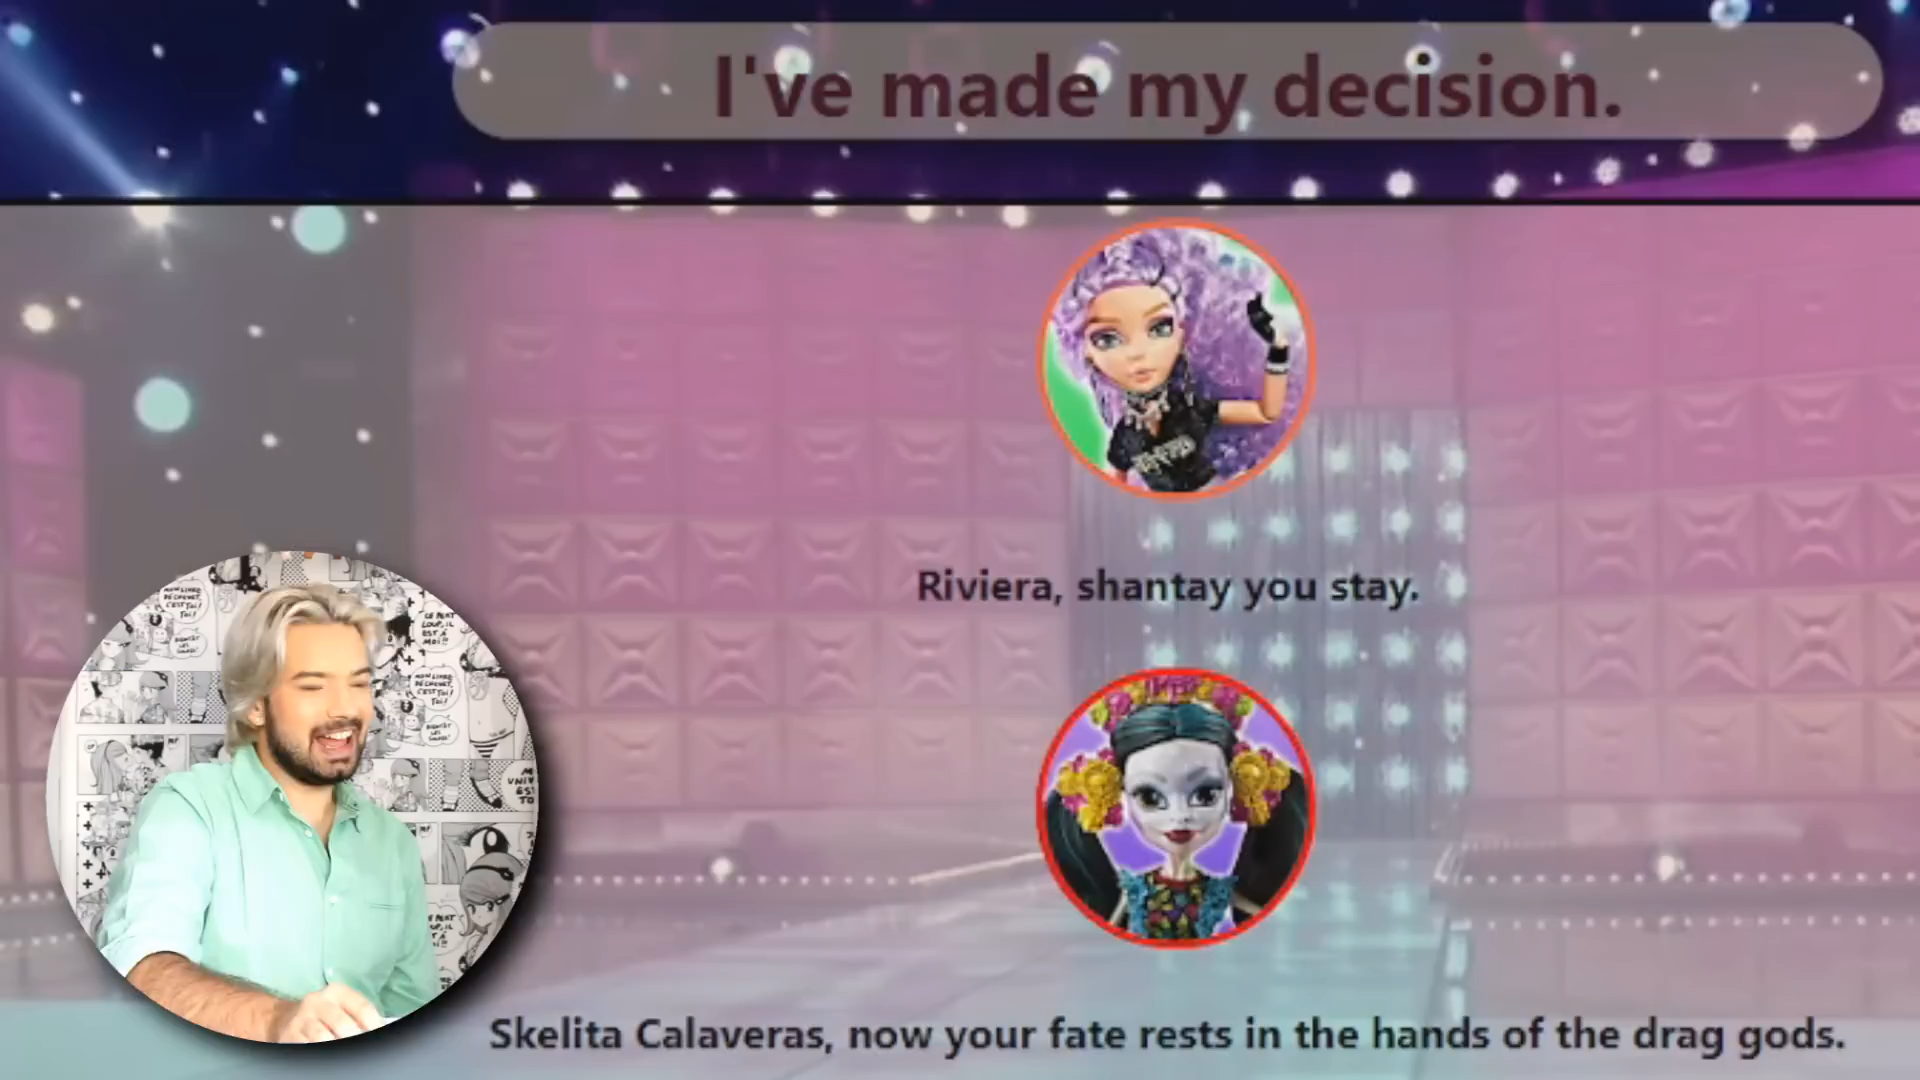 I've made my decision.
Riviera, shantay you stay.
Skelita Calaveras, now your fate rests in the hands of the drag gods.